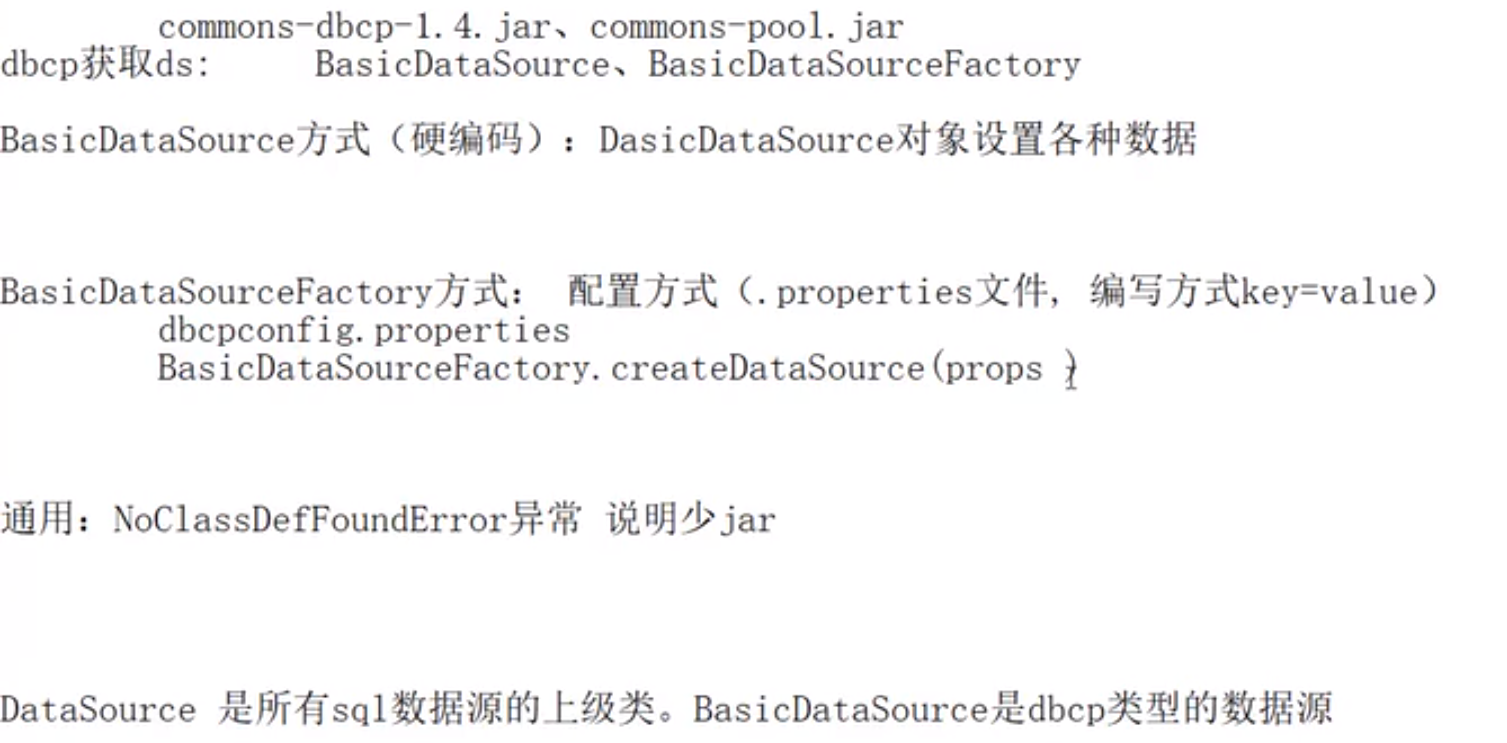 commons-dbcp-1.4.jar、commons-pool.jar
dbcp获取ds: BasicDataSource、BasicDataSourceFactory
BasicDataSource方式（硬编码）：DasicDataSource对象设置各种数据
BasicDataSourceFactory方式： 配置方式（.properties文件, 编写方式key=value）
dbcpconfig.properties
BasicDataSourceFactory.createDataSource(props )
通用：NoClassDefFoundError异常 说明少jar
DataSource 是所有sql数据源的上级类。BasicDataSource是dbcp类型的数据源